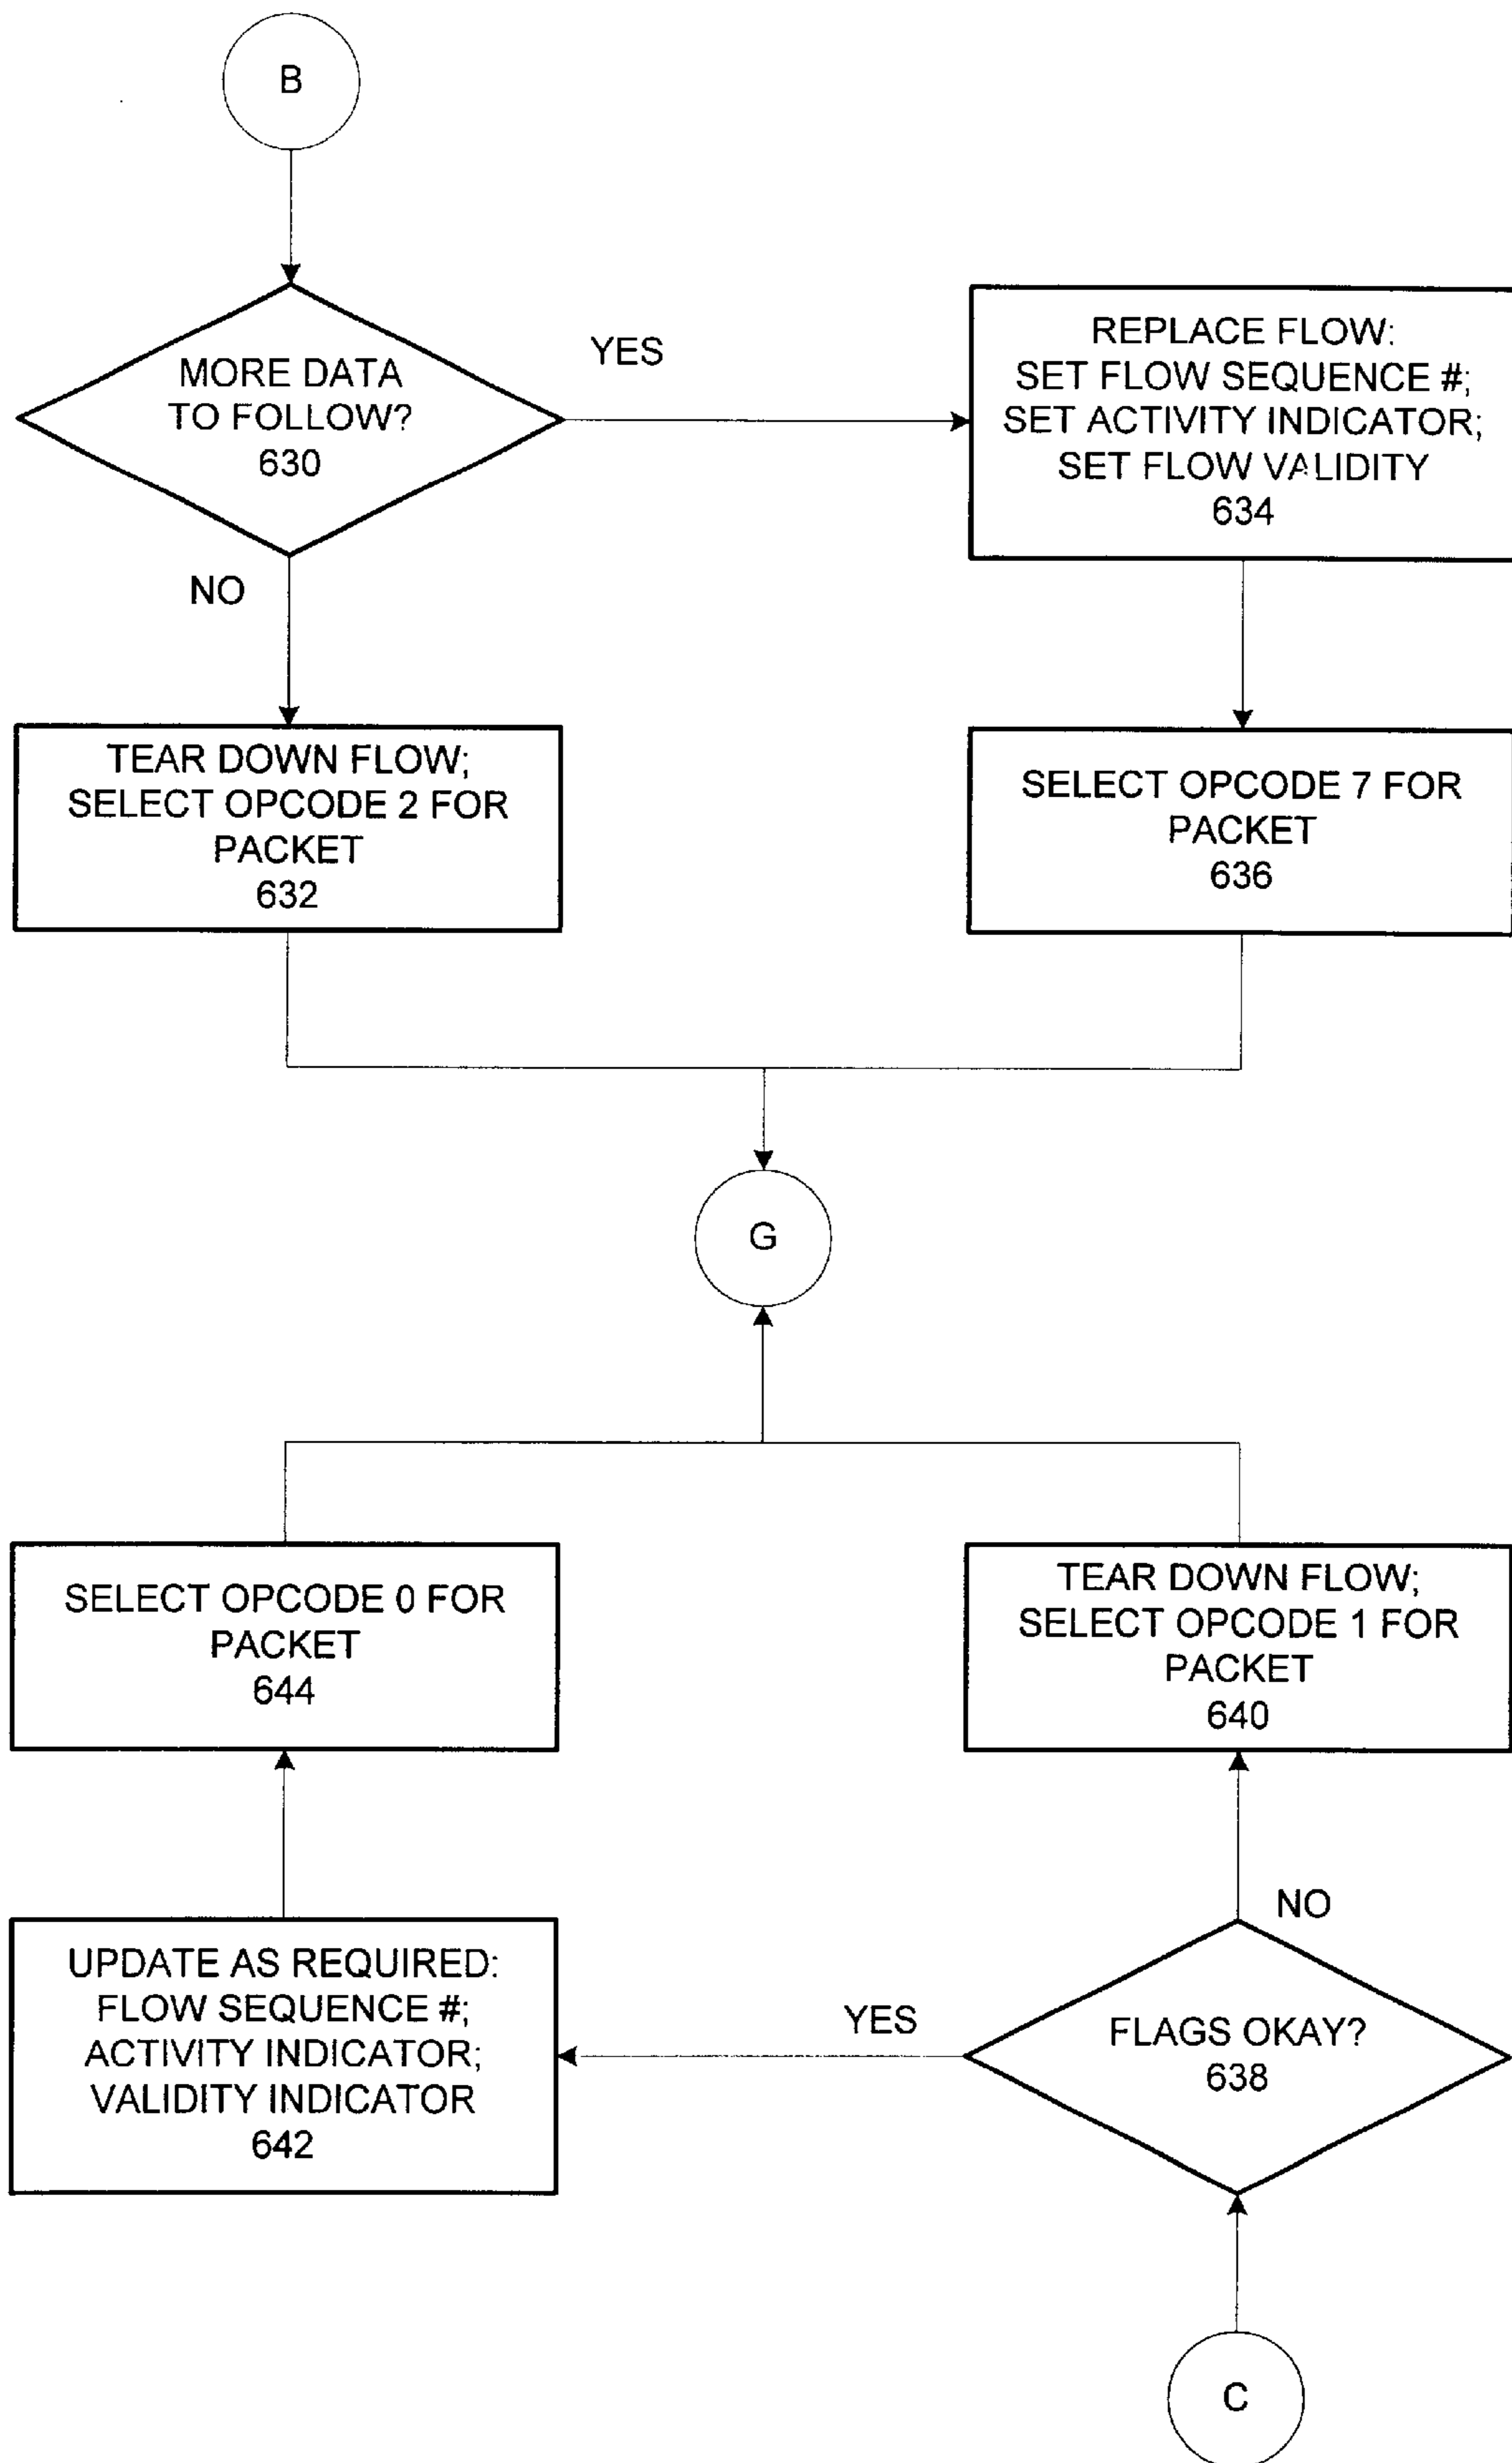 B
MORE DATA
TO FOLLOW?
630
YES
REPLACE FLOW:
SET FLOW SEQUENCE #;
SET ACTIVITY INDICATOR;
SET FLOW VALIDITY
634
NO
TEAR DOWN FLOW;
SELECT OPCODE 2 FOR
PACKET
632
SELECT OPCODE 7 FOR
PACKET
636
G
SELECT OPCODE 0 FOR
PACKET
644
TEAR DOWN FLOW;
SELECT OPCODE 1 FOR
PACKET
640
NO
UPDATE AS REQUIRED:
FLOW SEQUENCE #;
ACTIVITY INDICATOR;
VALIDITY INDICATOR
642
YES
FLAGS OKAY?
638
C